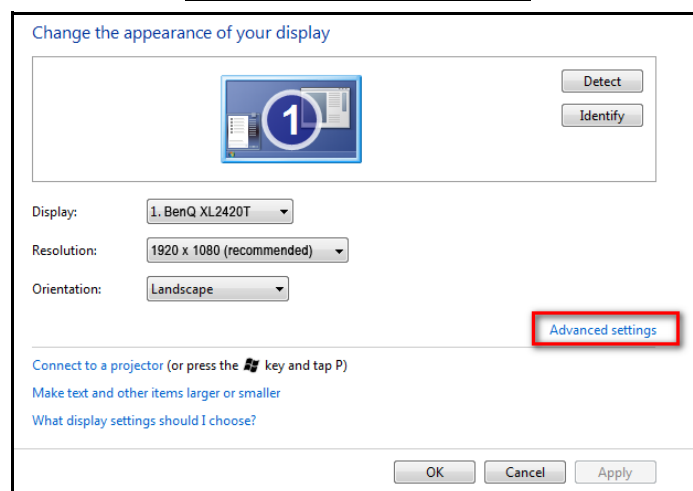 Change the appearance of your display
1
Detect
Identify
Display: 1. BenQ XL2420T
Resolution: 1920 x 1080 (recommended)
Orientation: Landscape
Advanced settings
Connect to a projector (or press the key and tap P)
Make text and other items larger or smaller
What display settings should I choose?
OK Cancel Apply